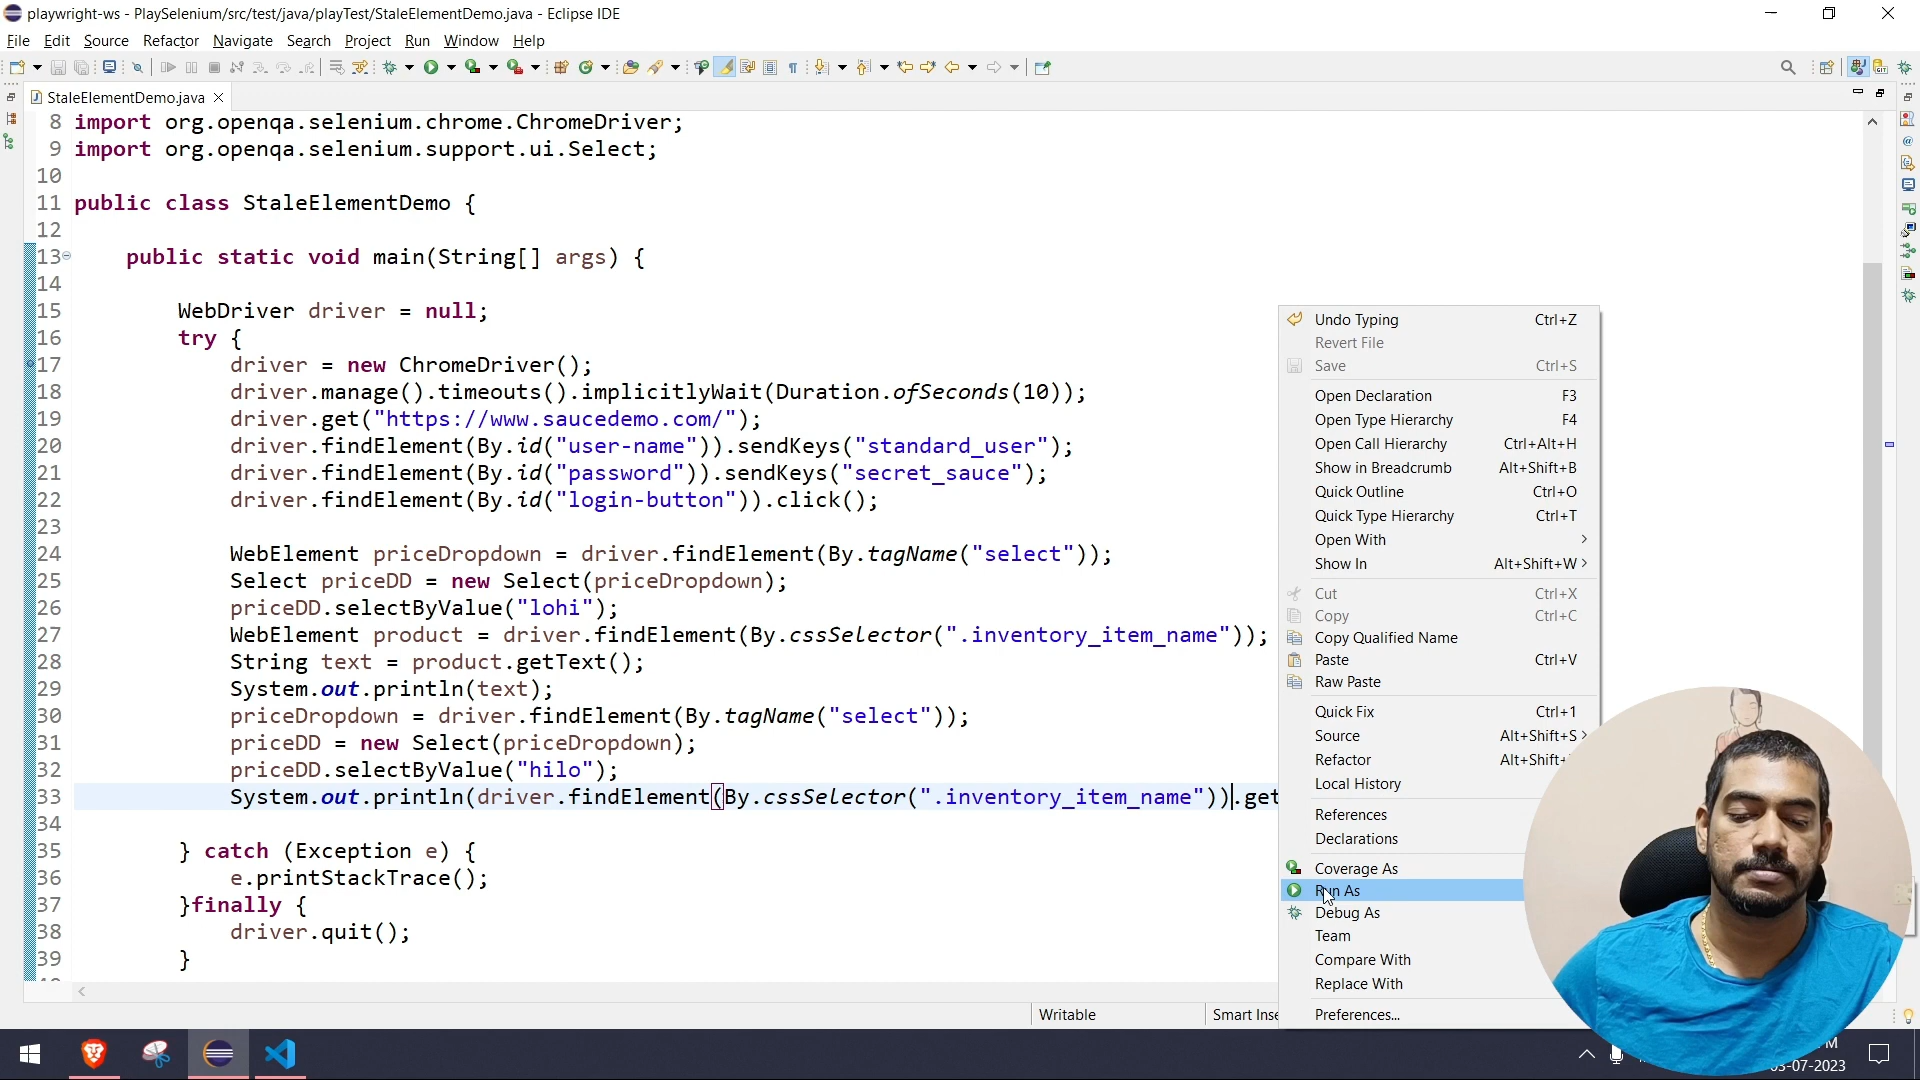 playwright-ws - PlaySelenium/src/test/java/playTest/StaleElementDemo.java - Eclipse IDE
File Edit Source Refactor Navigate Search Project Run Window Help
StaleElementDemo.java
8 import org.openqa.selenium.chrome.ChromeDriver;
9 import org.openqa.selenium.support.ui.Select;
10
11 public class StaleElementDemo {
12
13 public static void main(String[] args) {
14
15 WebDriver driver = null;
16 try {
17 driver = new ChromeDriver();
18 driver.manage().timeouts().implicitlyWait(Duration.ofSeconds(10));
19 driver.get("https://www.saucedemo.com/");
20 driver.findElement(By.id("user-name")).sendKeys("standard_user");
21 driver.findElement(By.id("password")).sendKeys("secret_sauce");
22 driver.findElement(By.id("login-button")).click();
23
24 WebElement priceDropdown = driver.findElement(By.tagName("select"));
25 Select priceDD = new Select(priceDropdown);
26 priceDD.selectByValue("lohi");
27 WebElement product = driver.findElement(By.cssSelector(".inventory_item_name"));
28 String text = product.getText();
29 System.out.println(text);
30 priceDropdown = driver.findElement(By.tagName("select"));
31 priceDD = new Select(priceDropdown);
32 priceDD.selectByValue("hilo");
33 System.out.println(driver.findElement(By.cssSelector(".inventory_item_name")).get
34
35 } catch (Exception e) {
36 e.printStackTrace();
37 }finally {
38 driver.quit();
39 }
Undo Typing Ctrl+Z
Revert File
Save Ctrl+S
Open Declaration F3
Open Type Hierarchy F4
Open Call Hierarchy Ctrl+Alt+H
Show in Breadcrumb Alt+Shift+B
Quick Outline Ctrl+O
Quick Type Hierarchy Ctrl+T
Open With
Show In Alt+Shift+W
Cut Ctrl+X
Copy Ctrl+C
Copy Qualified Name
Paste Ctrl+V
Raw Paste
Quick Fix Ctrl+1
Source Alt+Shift+S
Refactor Alt+Shift+
Local History
References
Declarations
Coverage As
Run As
Debug As
Team
Compare With
Replace With
Preferences...
Writable Smart Inse
M
03-07-2023